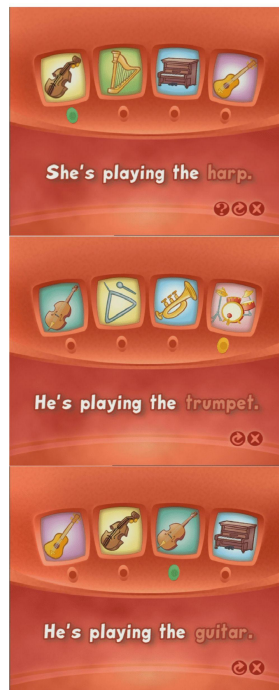 She's playing the harp.
He's playing the trumpet.
He's playing the guitar.